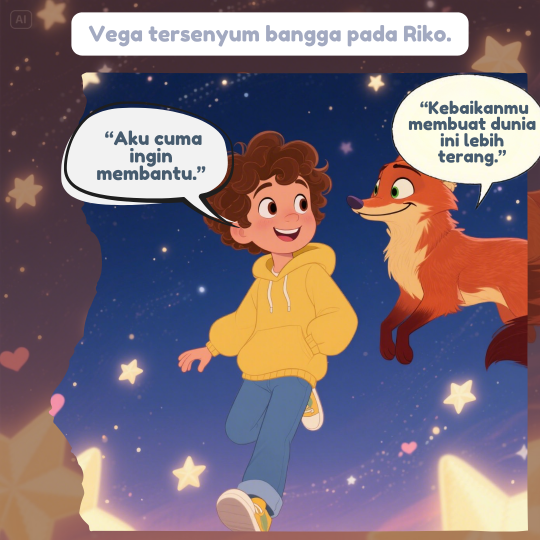 AI
Vega tersenyum bangga pada Riko.
“Aku cuma
ingin
membantu.”
“Kebaikanmu
membuat dunia
ini lebih
terang.”